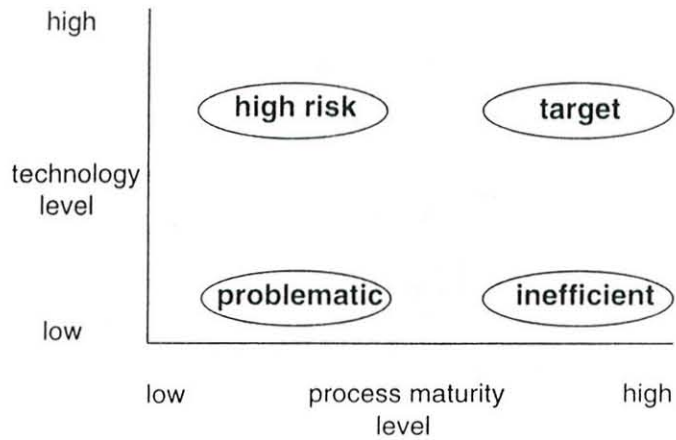 high
high risk
target
technology
level
problematic
inefficient
low
low
process maturity
high
level